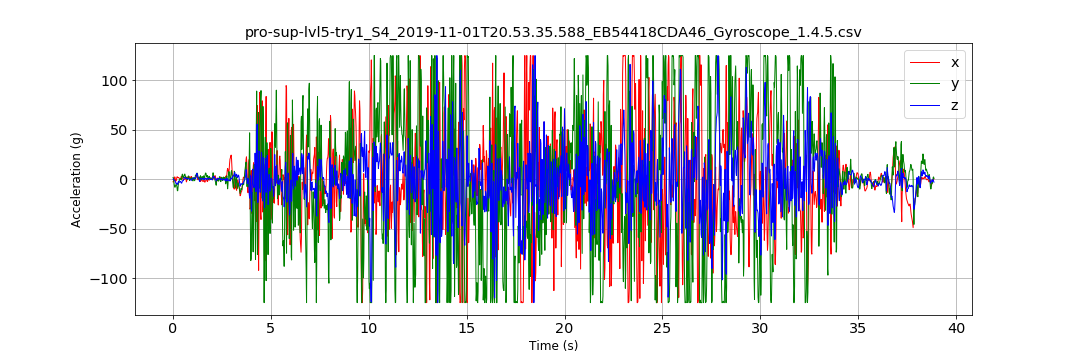 pro-sup-lvl5-try1_S4_2019-11-01T20.53.35.588_EB54418CDA46_Gyroscope_1.4.5.csv
x
y
z
100
50
0
−50
−100
Acceleration (g)
0
5
10
15
20
25
30
35
40
Time (s)